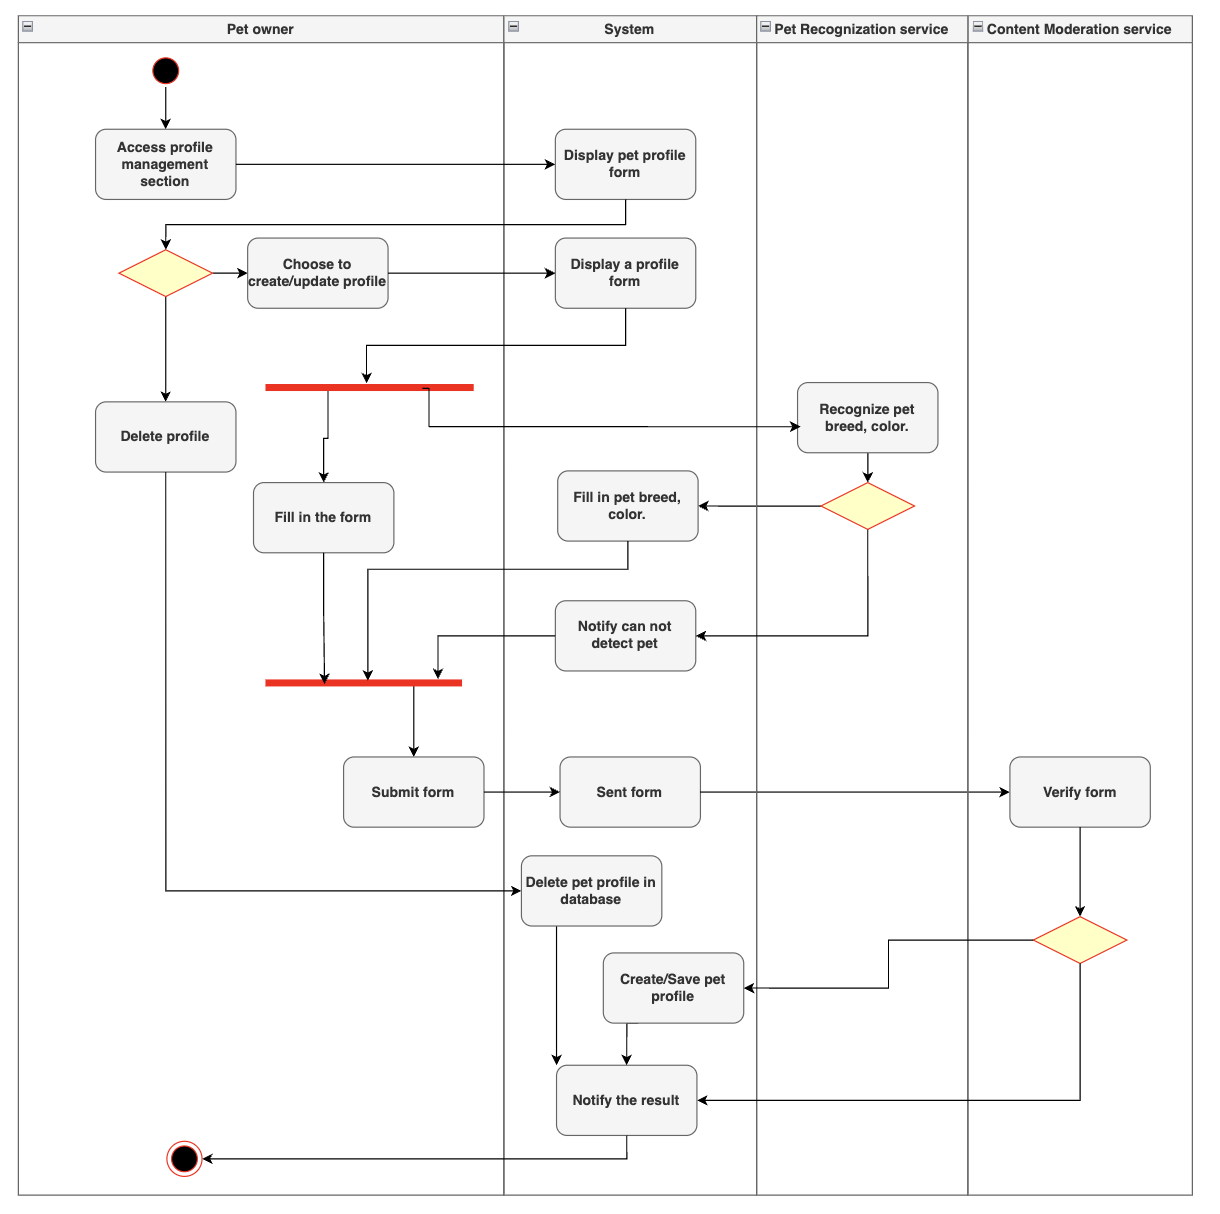 Pet owner
System
Pet Recognization service
Content Moderation service
Access profile
management
section
Display pet profile
form
Choose to
create/update profile
Display a profile
form
Delete profile
Recognize pet
breed, color.
Fill in the form
Fill in pet breed,
color.
Notify can not
detect pet
Submit form
Sent form
Verify form
Delete pet profile in
database
Create/Save pet
profile
Notify the result